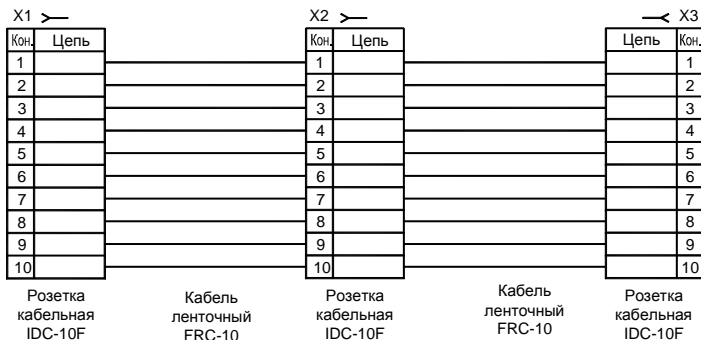 X1 X2 X3
Кон. Цепь Кон. Цепь Цепь Кон.
1 1 1
2 2 2
3 3 3
4 4 4
5 5 5
6 6 6
7 7 7
8 8 8
9 9 9
10 10 10
Розетка
кабельная
IDC-10F
Кабель
ленточный
FRC-10
Розетка
кабельная
IDC-10F
Кабель
ленточный
FRC-10
Розетка
кабельная
IDC-10F